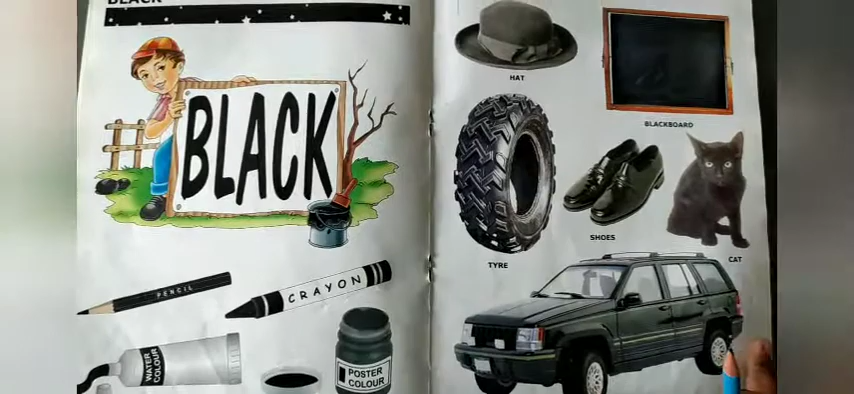 BLACK
BLACK
PENCIL
CRAYON
WATER
COLOUR
POSTER
COLOUR
HAT
BLACKBOARD
TYRE
SHOES
CAT